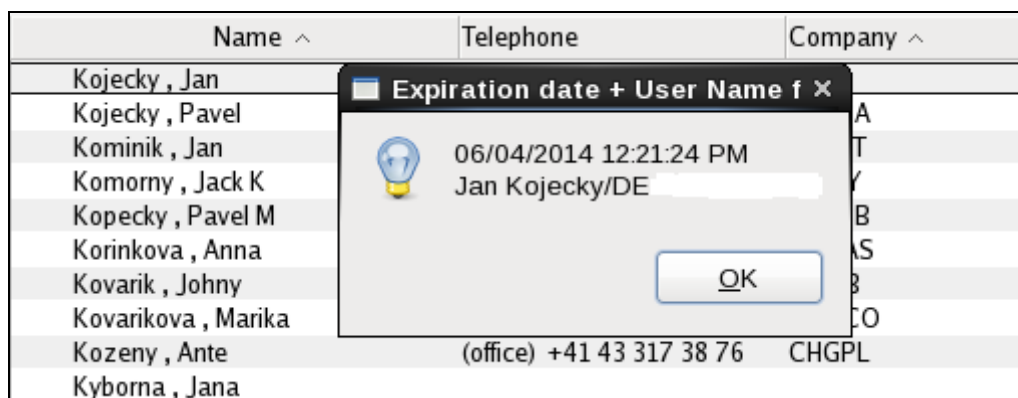 Name Telephone Company
Kojecky , Jan
Expiration date + User Name f
Kojecky , Pavel
06/04/2014 12:21:24 PM
Kominik , Jan
Jan Kojecky/DE
Komorny , Jack K
Kopecky , Pavel M
Korinkova , Anna
Kovarik , Johny
OK
Kovarikova , Marika
Kozeny , Ante (office) +41 43 317 38 76 CHGPL
Kyborna , Jana